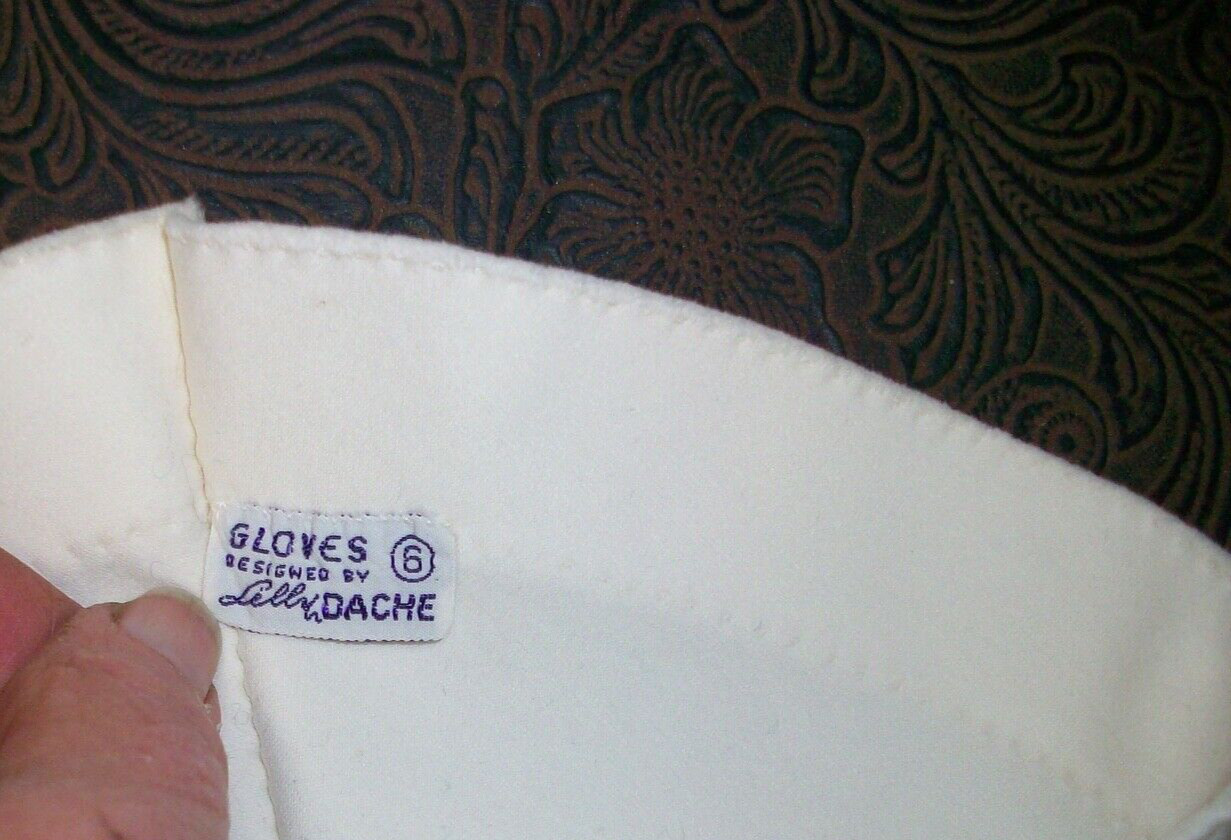 GLOVES 6
DESIGNED BY
Lilly DACHE